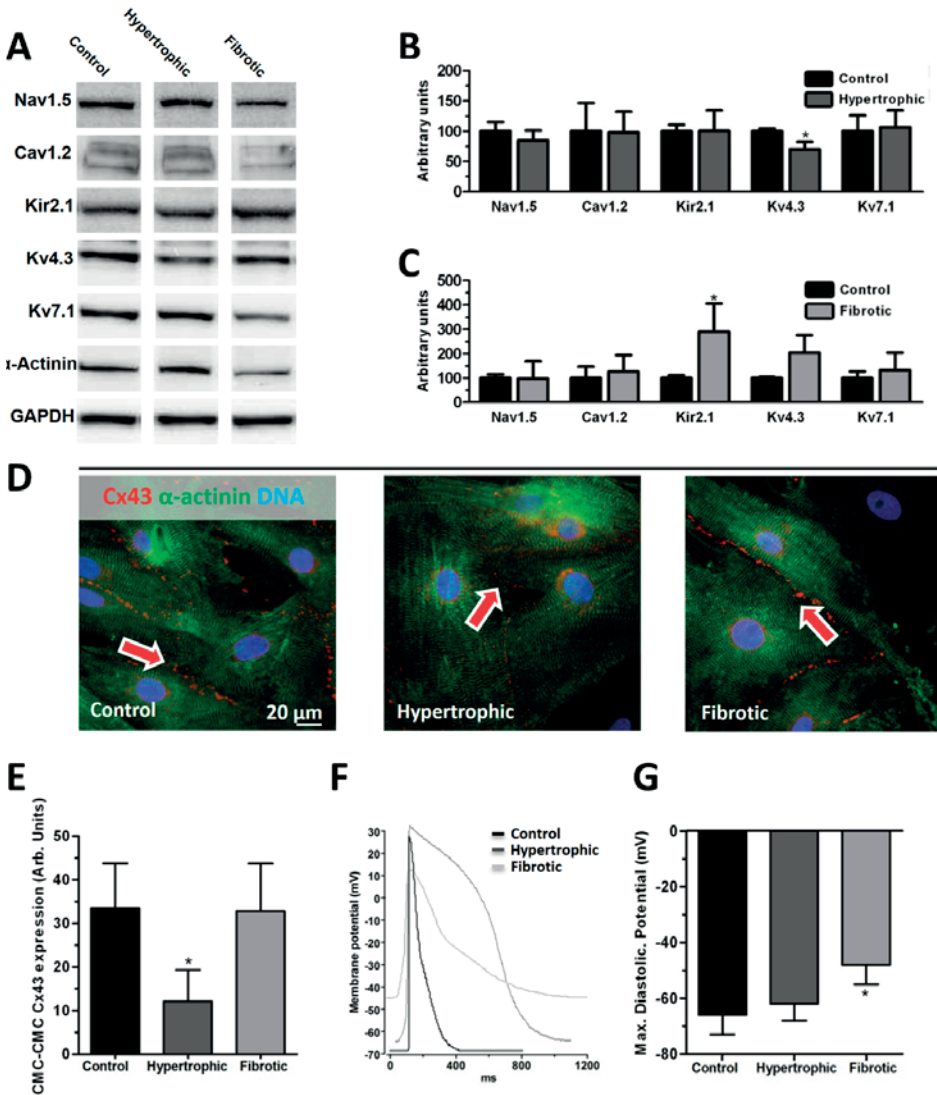 A
Control
Hypertrophic
Fibrotic
Nav1.5
Cav1.2
Kir2.1
Kv4.3
Kv7.1
α-Actinin
GAPDH
B
Arbitrary units
200
150
100
50
0
Control
Hypertrophic
*
Nav1.5 Cav1.2 Kir2.1 Kv4.3 Kv7.1
C
Arbitrary units
500
400
300
200
100
0
Control
Fibrotic
*
Nav1.5 Cav1.2 Kir2.1 Kv4.3 Kv7.1
D
Cx43 α-actinin DNA
Control
20 µm
Hypertrophic
Fibrotic
E
CMC-CMC Cx43 expression (Arb. Units)
50
40
30
20
10
0
*
Control Hypertrophic Fibrotic
F
Membrane potential (mV)
30
20
10
0
-10
-20
-30
-40
-50
-60
-70
0 400 800 1200
ms
Control
Hypertrophic
Fibrotic
G
Max. Diastolic. Potential (mV)
0
-20
-40
-60
-80
*
Control Hypertrophic Fibrotic